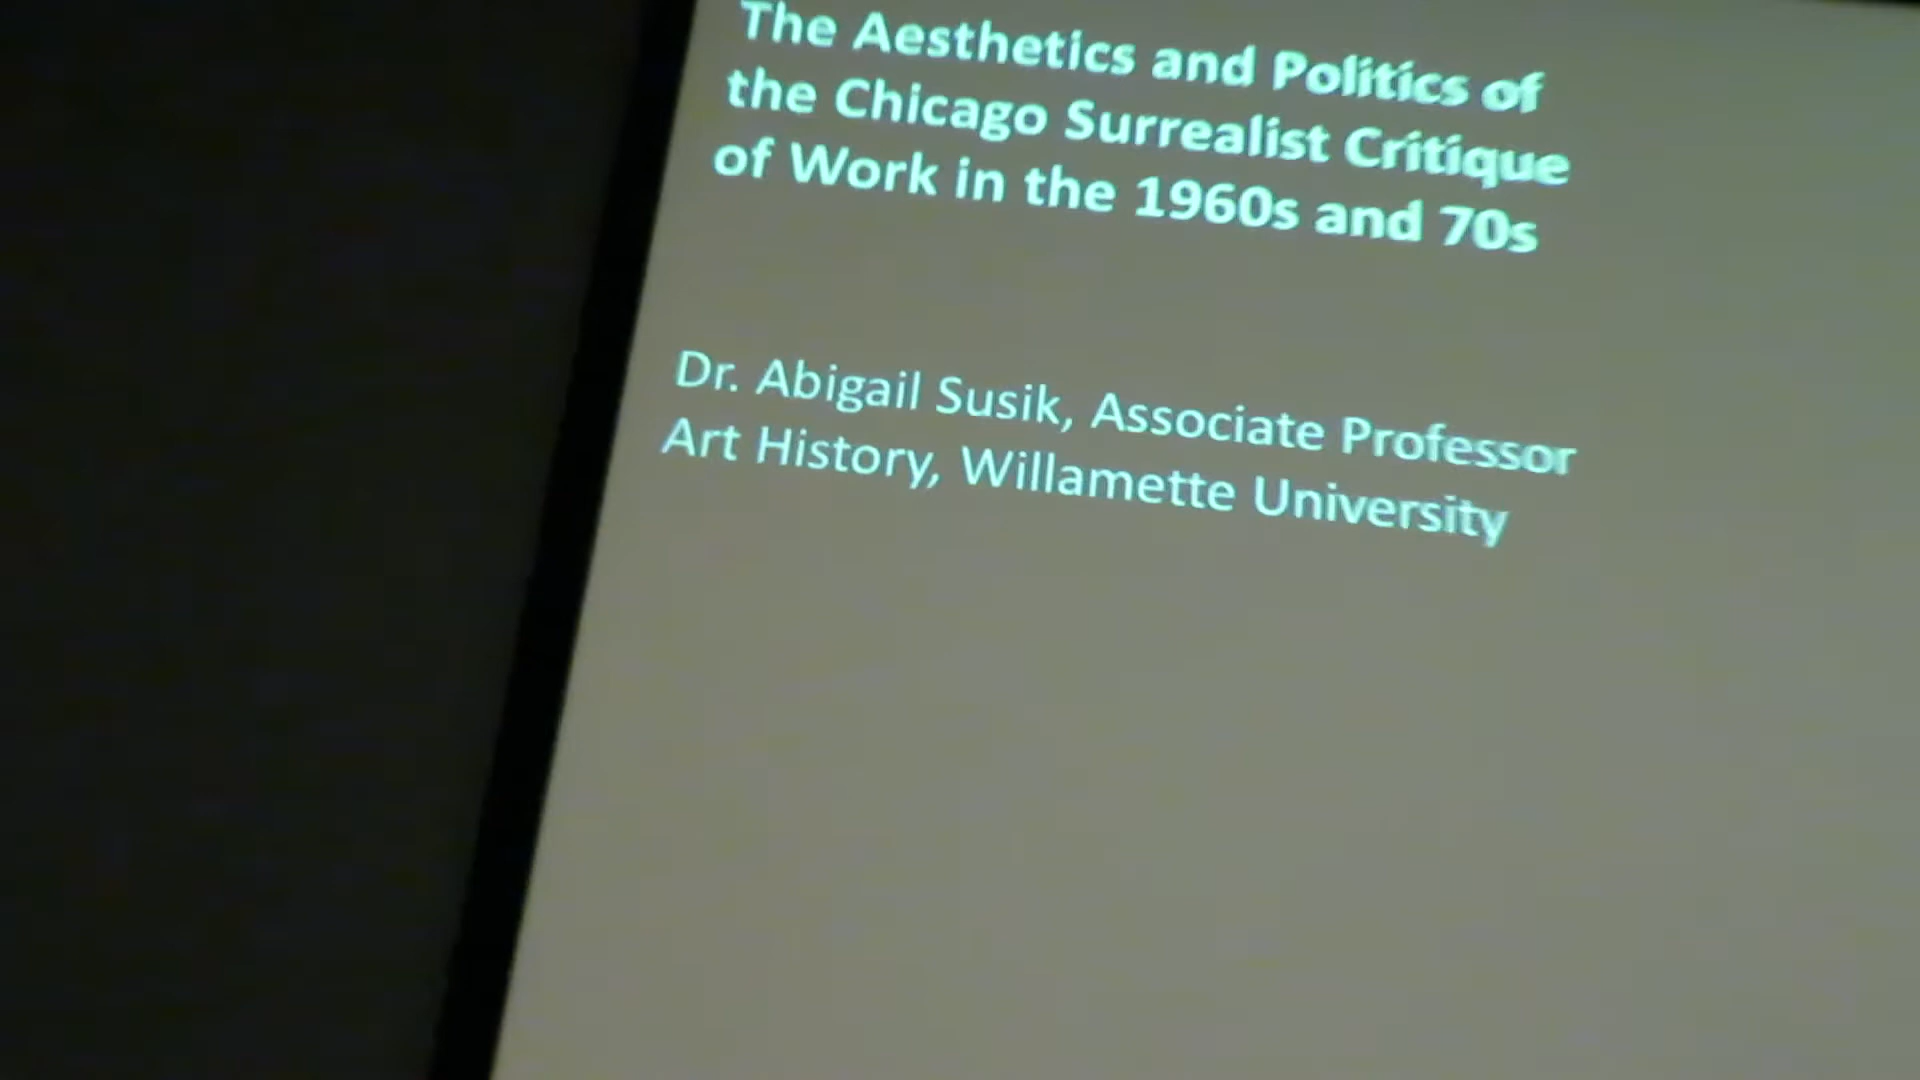 The Aesthetics and Politics of
the Chicago Surrealist Critique
of Work in the 1960s and 70s
Dr. Abigail Susik, Associate Professor
Art History, Willamette University